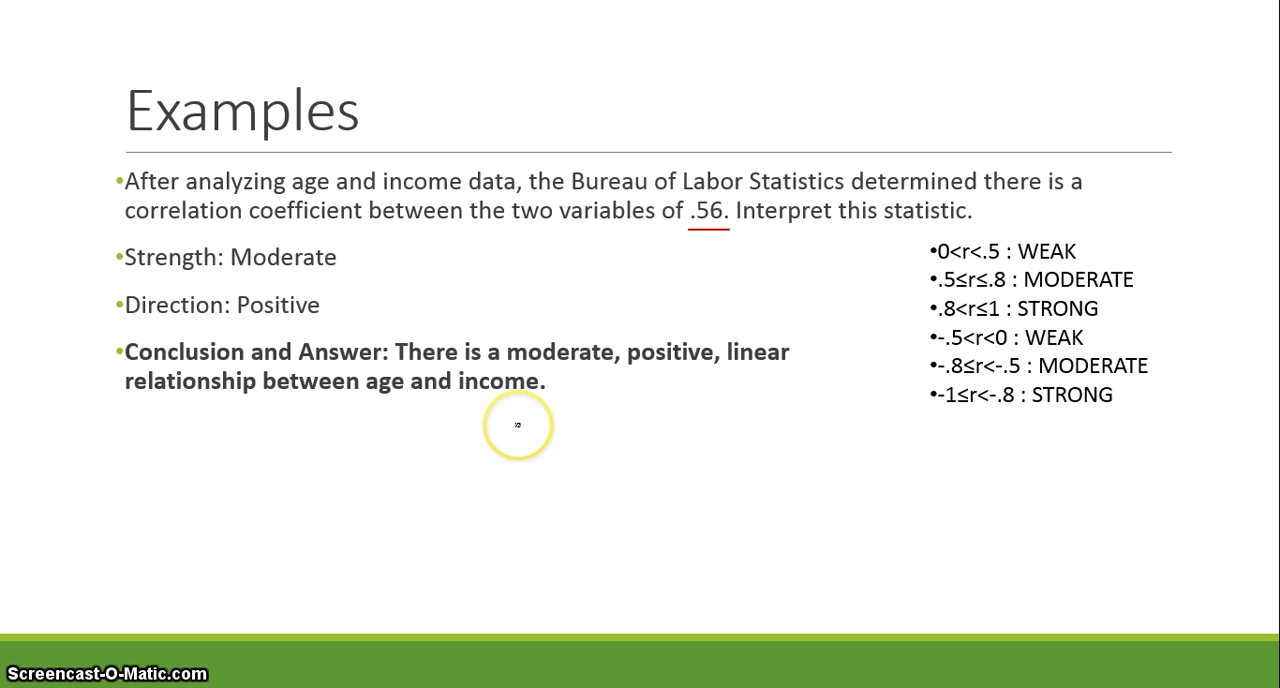 Examples
•After analyzing age and income data, the Bureau of Labor Statistics determined there is a
correlation coefficient between the two variables of .56. Interpret this statistic.
•Strength: Moderate
•Direction: Positive
•Conclusion and Answer: There is a moderate, positive, linear
relationship between age and income.
•0<r<.5 : WEAK
•.5≤r≤.8 : MODERATE
•.8<r≤1 : STRONG
•-.5<r<0 : WEAK
•-.8≤r<-.5 : MODERATE
•-1≤r<-.8 : STRONG
Screencast-O-Matic.com